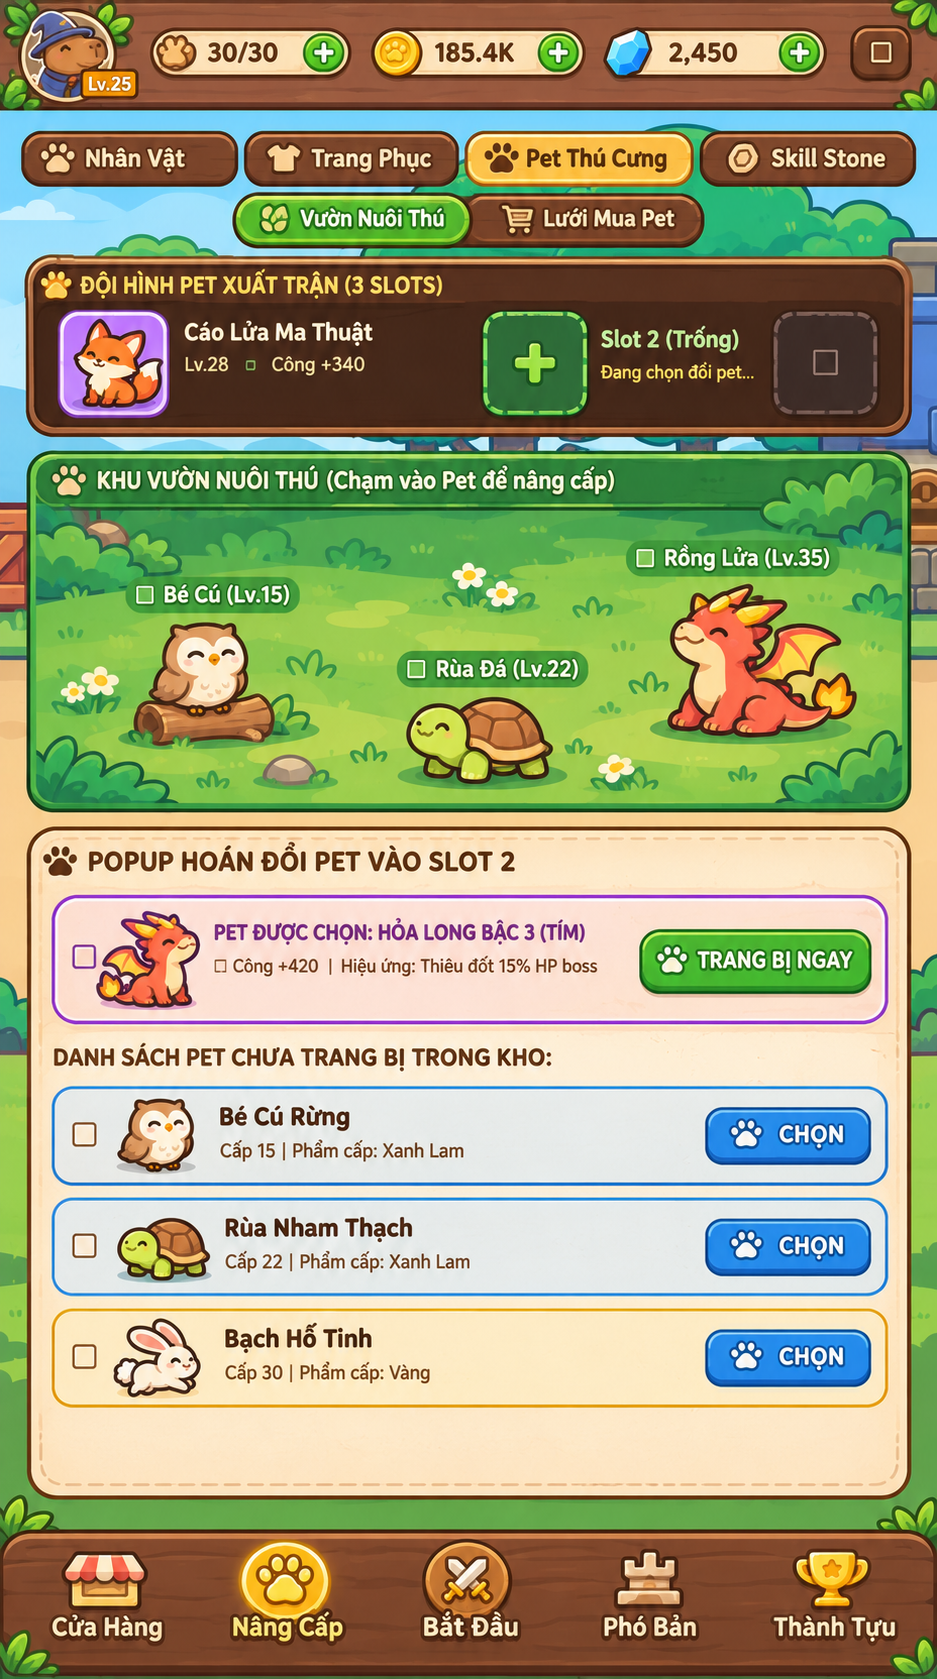 Lv.25
30/30
185.4K
2,450
Nhân Vật
Trang Phục
Pet Thú Cưng
Skill Stone
Vườn Nuôi Thú
Lưới Mua Pet
ĐỘI HÌNH PET XUẤT TRẬN (3 SLOTS)
Cáo Lửa Ma Thuật
Lv.28 □ Công +340
Slot 2 (Trống)
Đang chọn đổi pet...
KHU VƯỜN NUÔI THÚ (Chạm vào Pet để nâng cấp)
□ Rồng Lửa (Lv.35)
□ Bé Cú (Lv.15)
□ Rùa Đá (Lv.22)
POPUP HOÁN ĐỔI PET VÀO SLOT 2
PET ĐƯỢC CHỌN: HỎA LONG BẬC 3 (TÍM)
□ Công +420 | Hiệu ứng: Thiêu đốt 15% HP boss
TRANG BỊ NGAY
DANH SÁCH PET CHƯA TRANG BỊ TRONG KHO:
Bé Cú Rừng
Cấp 15 | Phẩm cấp: Xanh Lam
CHỌN
Rùa Nham Thạch
Cấp 22 | Phẩm cấp: Xanh Lam
CHỌN
Bạch Hố Tinh
Cấp 30 | Phẩm cấp: Vàng
CHỌN
Cửa Hàng
Nâng Cấp
Bắt Đầu
Phó Bản
Thành Tựu